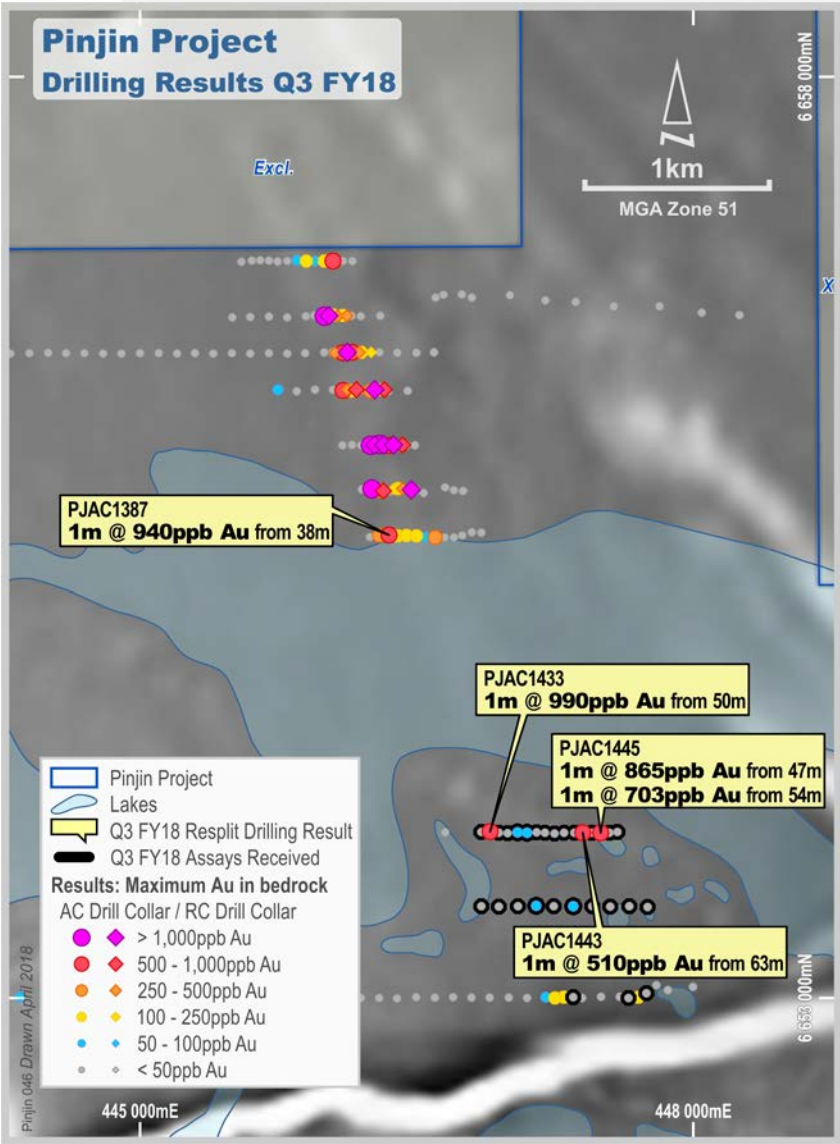 Pinjin Project
Drilling Results Q3 FY18
6 658 000mN
N
1km
MGA Zone 51
Excl.
X
PJAC1387
1m @ 940ppb Au from 38m
PJAC1433
1m @ 990ppb Au from 50m
PJAC1445
1m @ 865ppb Au from 47m
1m @ 703ppb Au from 54m
PJAC1443
1m @ 510ppb Au from 63m
Pinjin Project
Lakes
Q3 FY18 Resplit Drilling Result
Q3 FY18 Assays Received
Results: Maximum Au in bedrock
AC Drill Collar / RC Drill Collar
> 1,000ppb Au
500 - 1,000ppb Au
250 - 500ppb Au
100 - 250ppb Au
50 - 100ppb Au
< 50ppb Au
6 653 000mN
Pinjin 046 Drawn April 2018
445 000mE
448 000mE